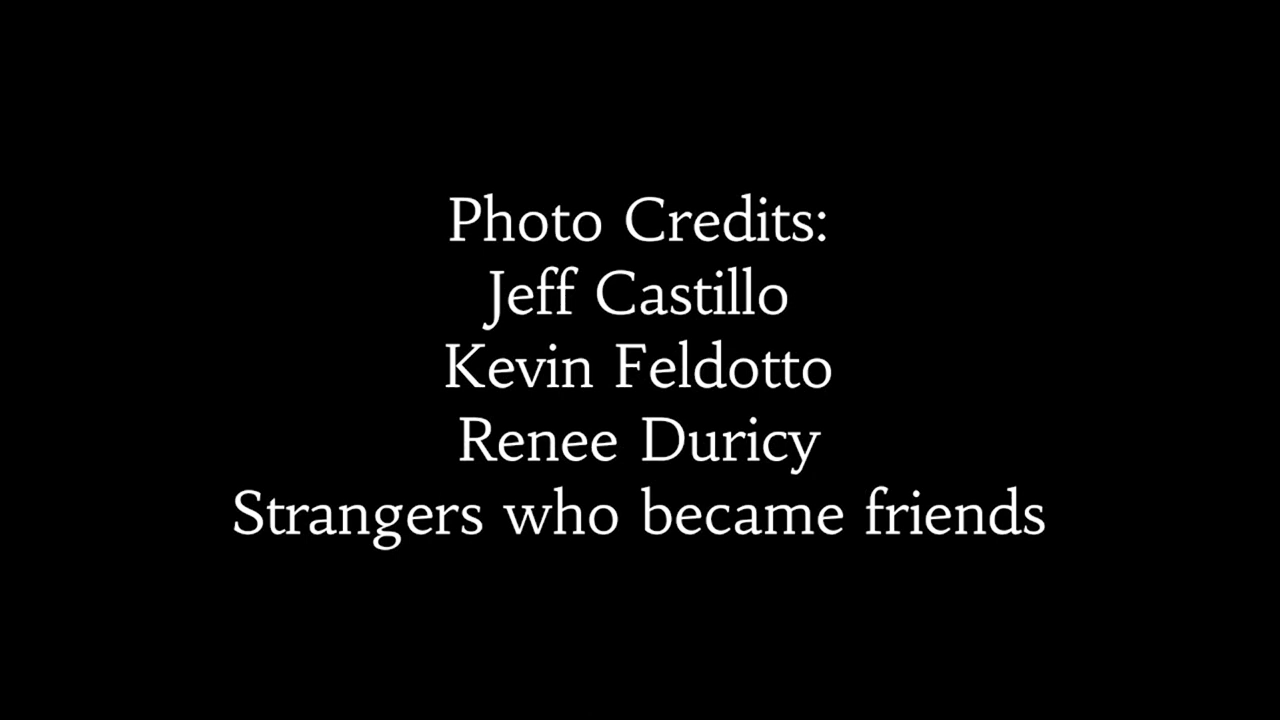 Photo Credits:
Jeff Castillo
Kevin Feldotto
Renee Duricy
Strangers who became friends